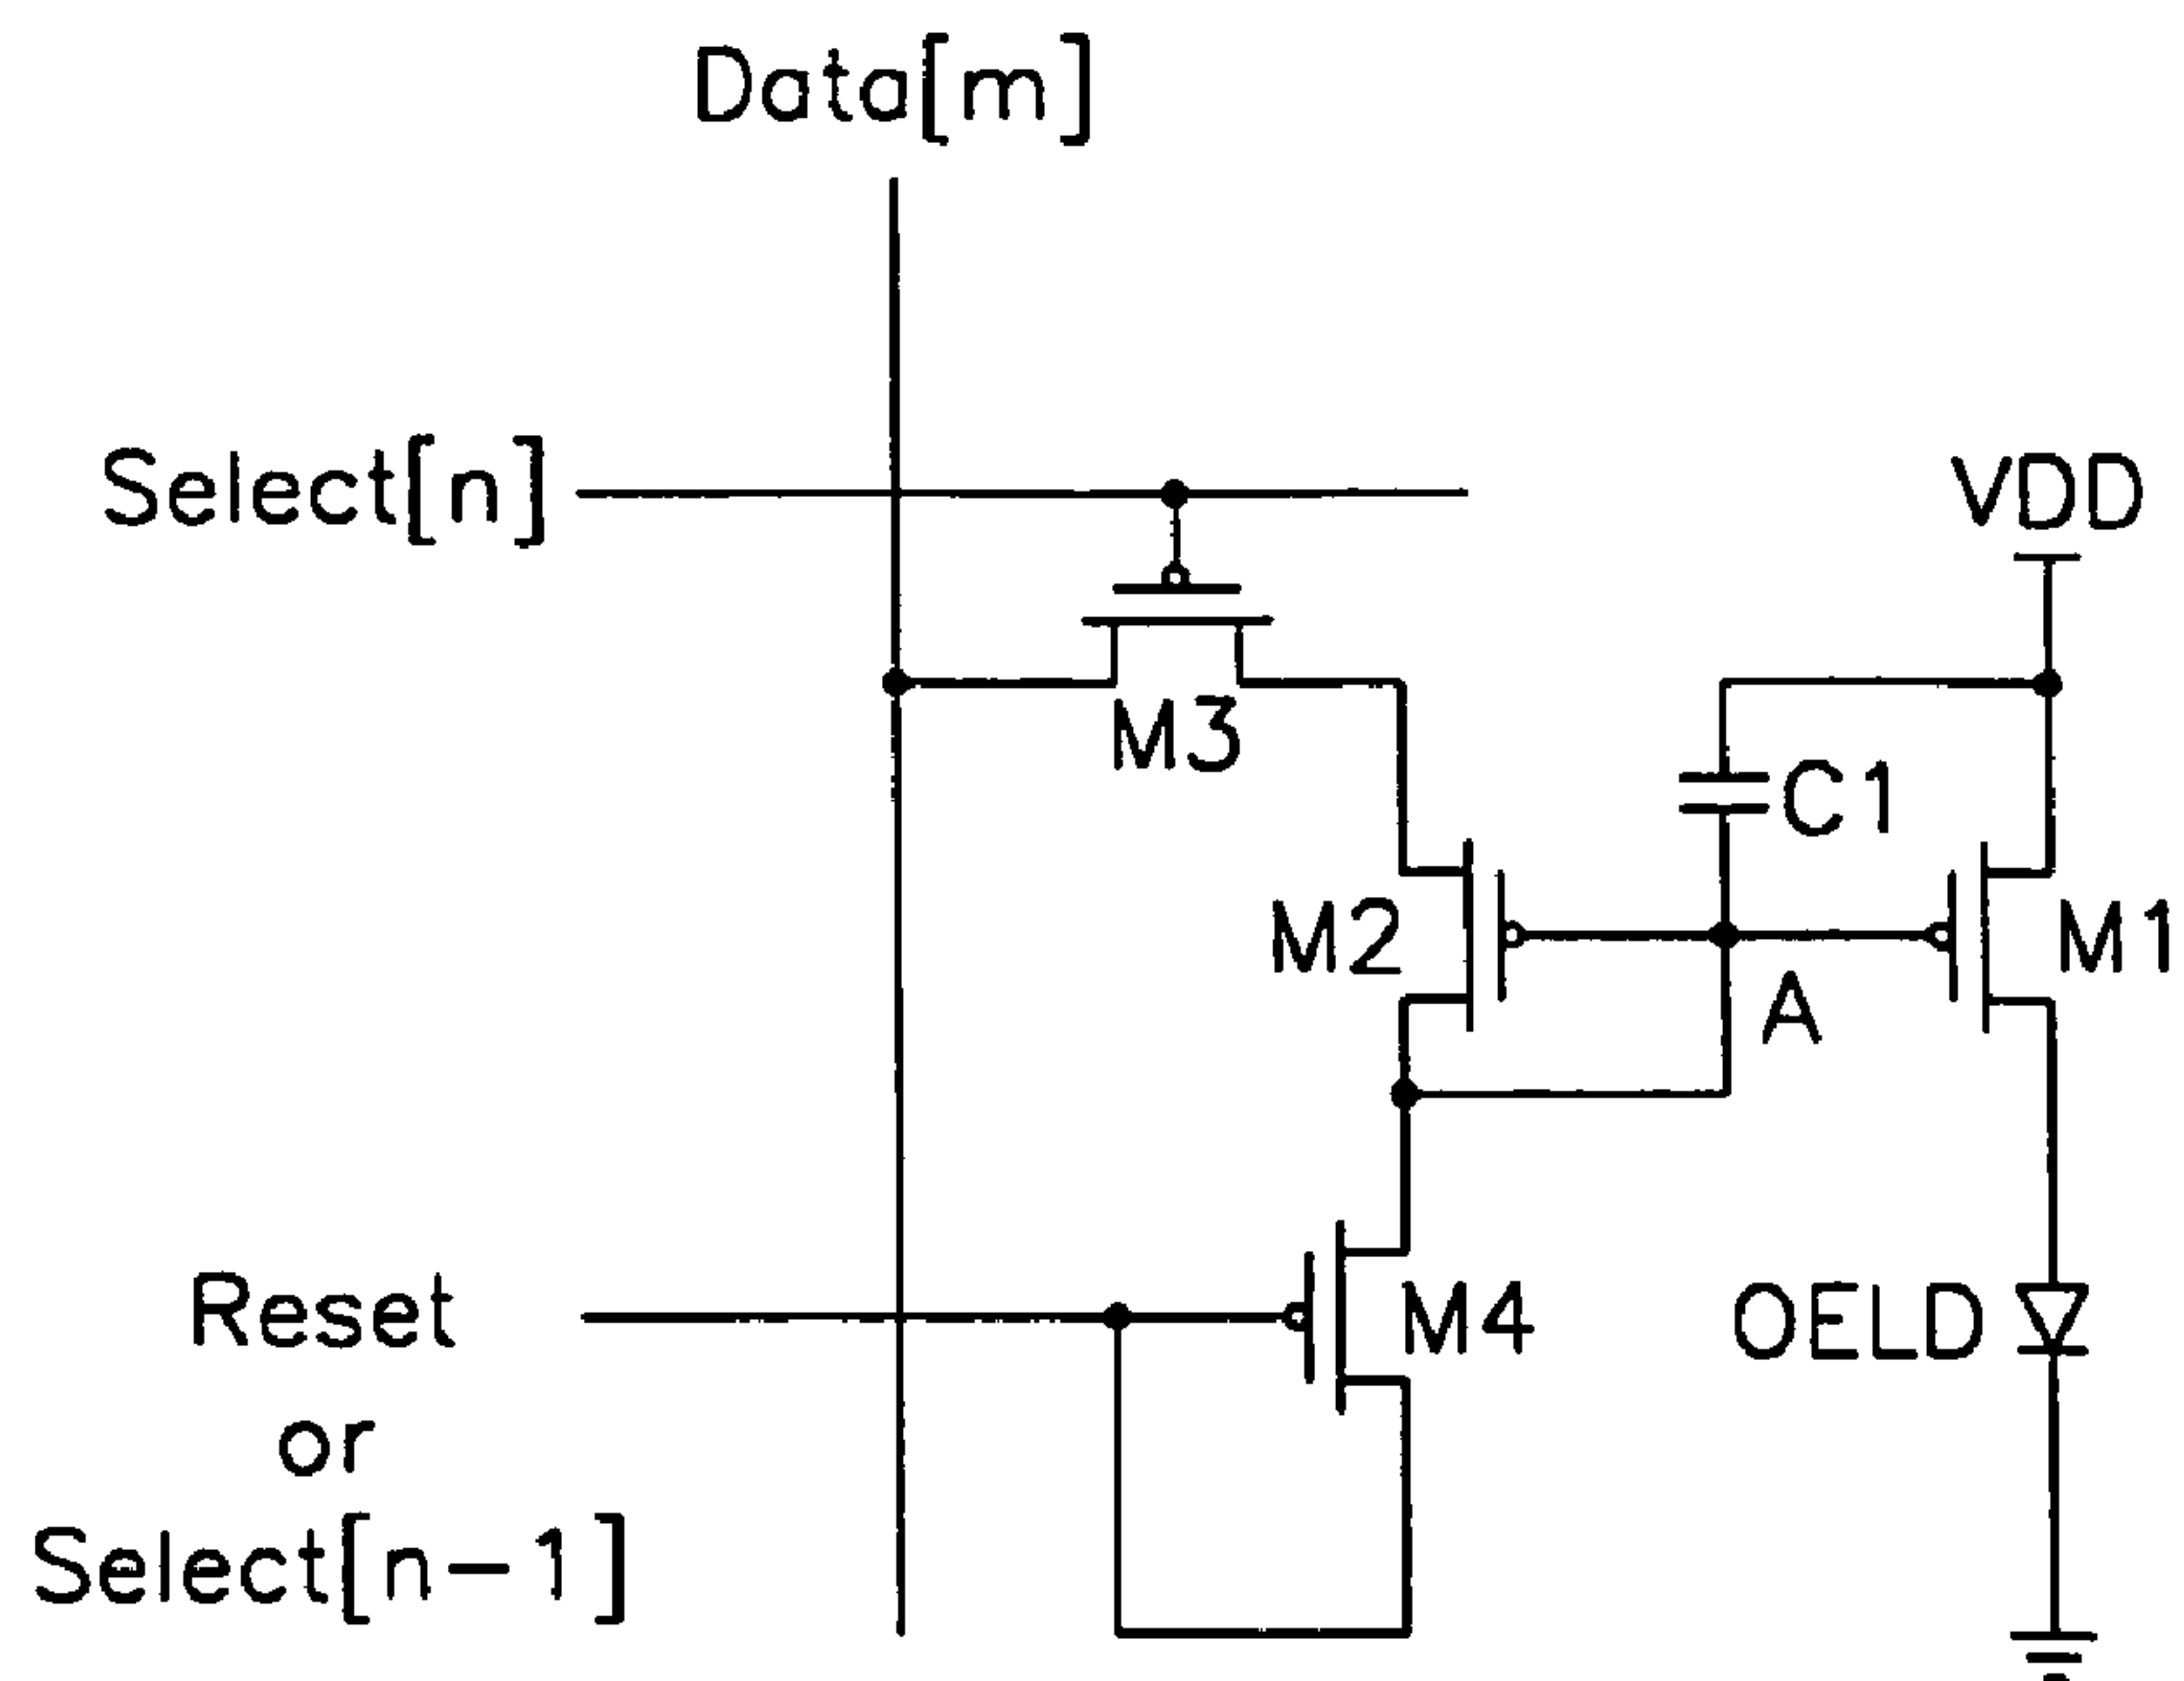 Data[m]
Select[n]
VDD
M3
C1
M2
M1
A
Reset
or
Select[n-1]
M4
OELD